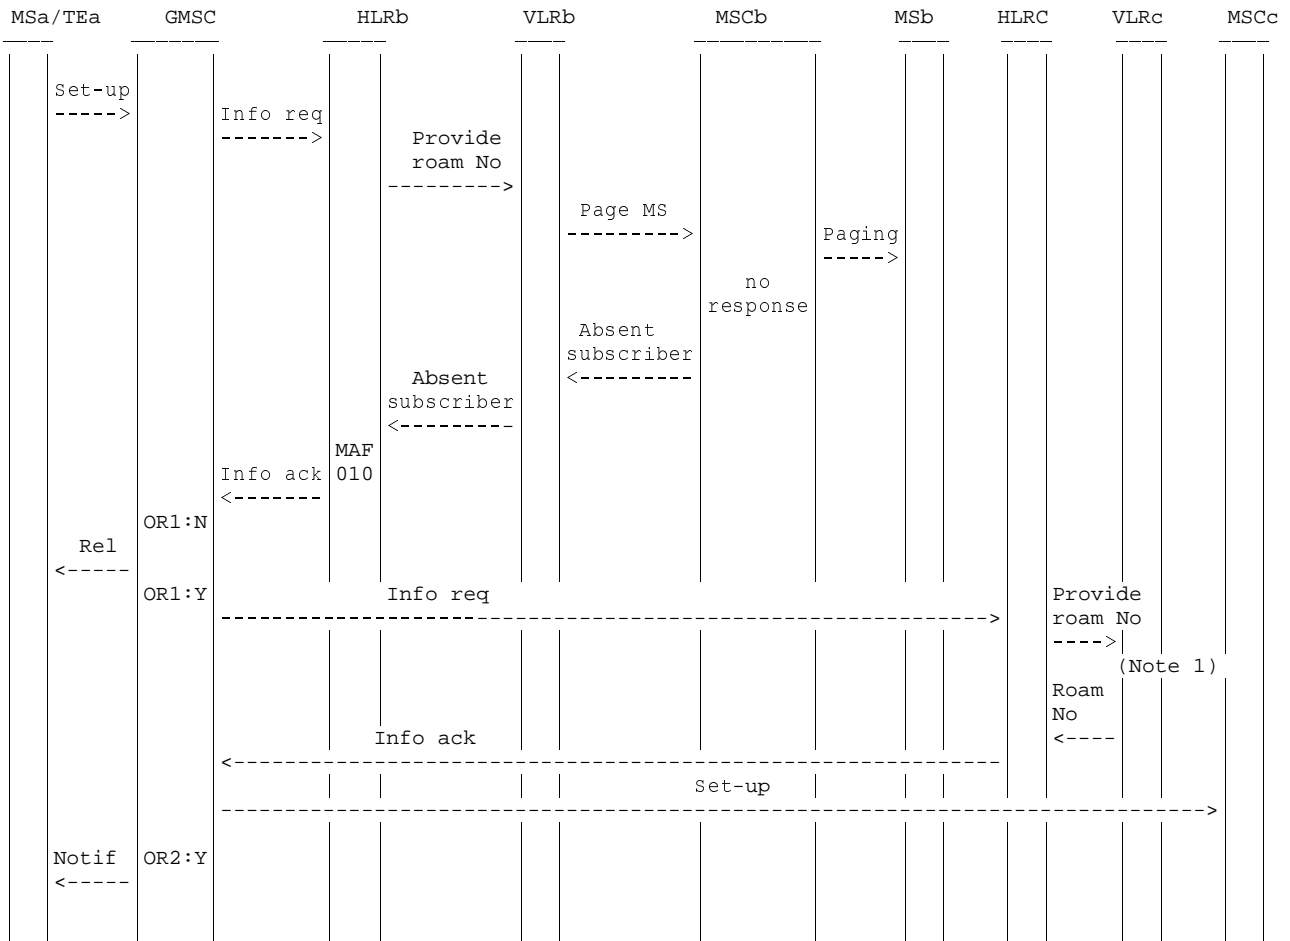 MSa/TEa GMSC HLRb VLRb MSCb MSb HLRC VLRc MSCc
Set-up
----->
Info req
------->
Provide
roam No
--------->
Page MS
--------->
Paging
----->
no
response
Absent
subscriber
<---------
Absent
subscriber
<---------
MAF
Info ack 010
<-------
OR1:N
Rel
<-----
OR1:Y Info req Provide
------------------------------------------------------------> roam No
---->
(Note 1)
Roam
No
Info ack <----
<------------------------------------------------------------
Set-up
----------------------------------------------------------------------------->
Notif OR2:Y
<-----